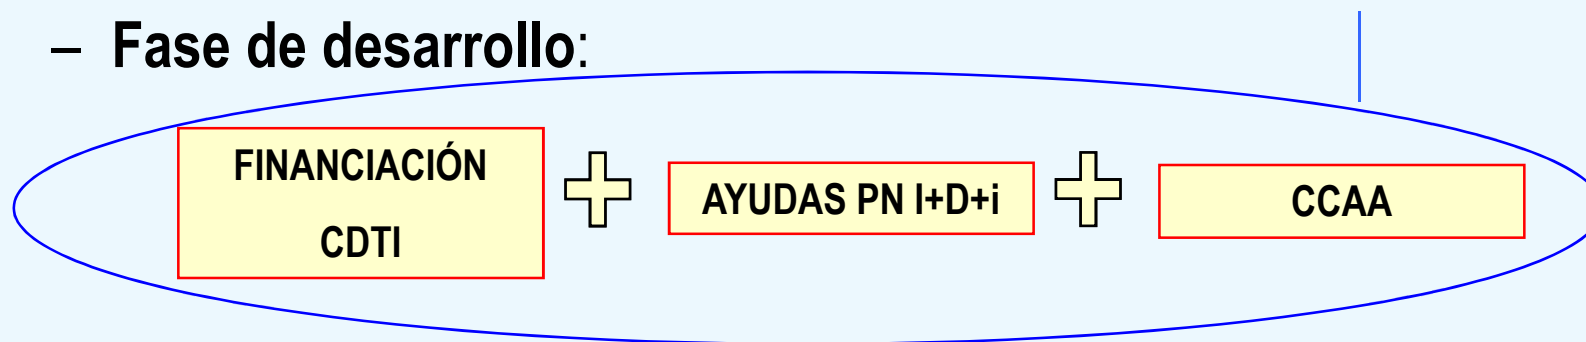 – Fase de desarrollo:
FINANCIACIÓN
CDTI
AYUDAS PN I+D+i
CCAA